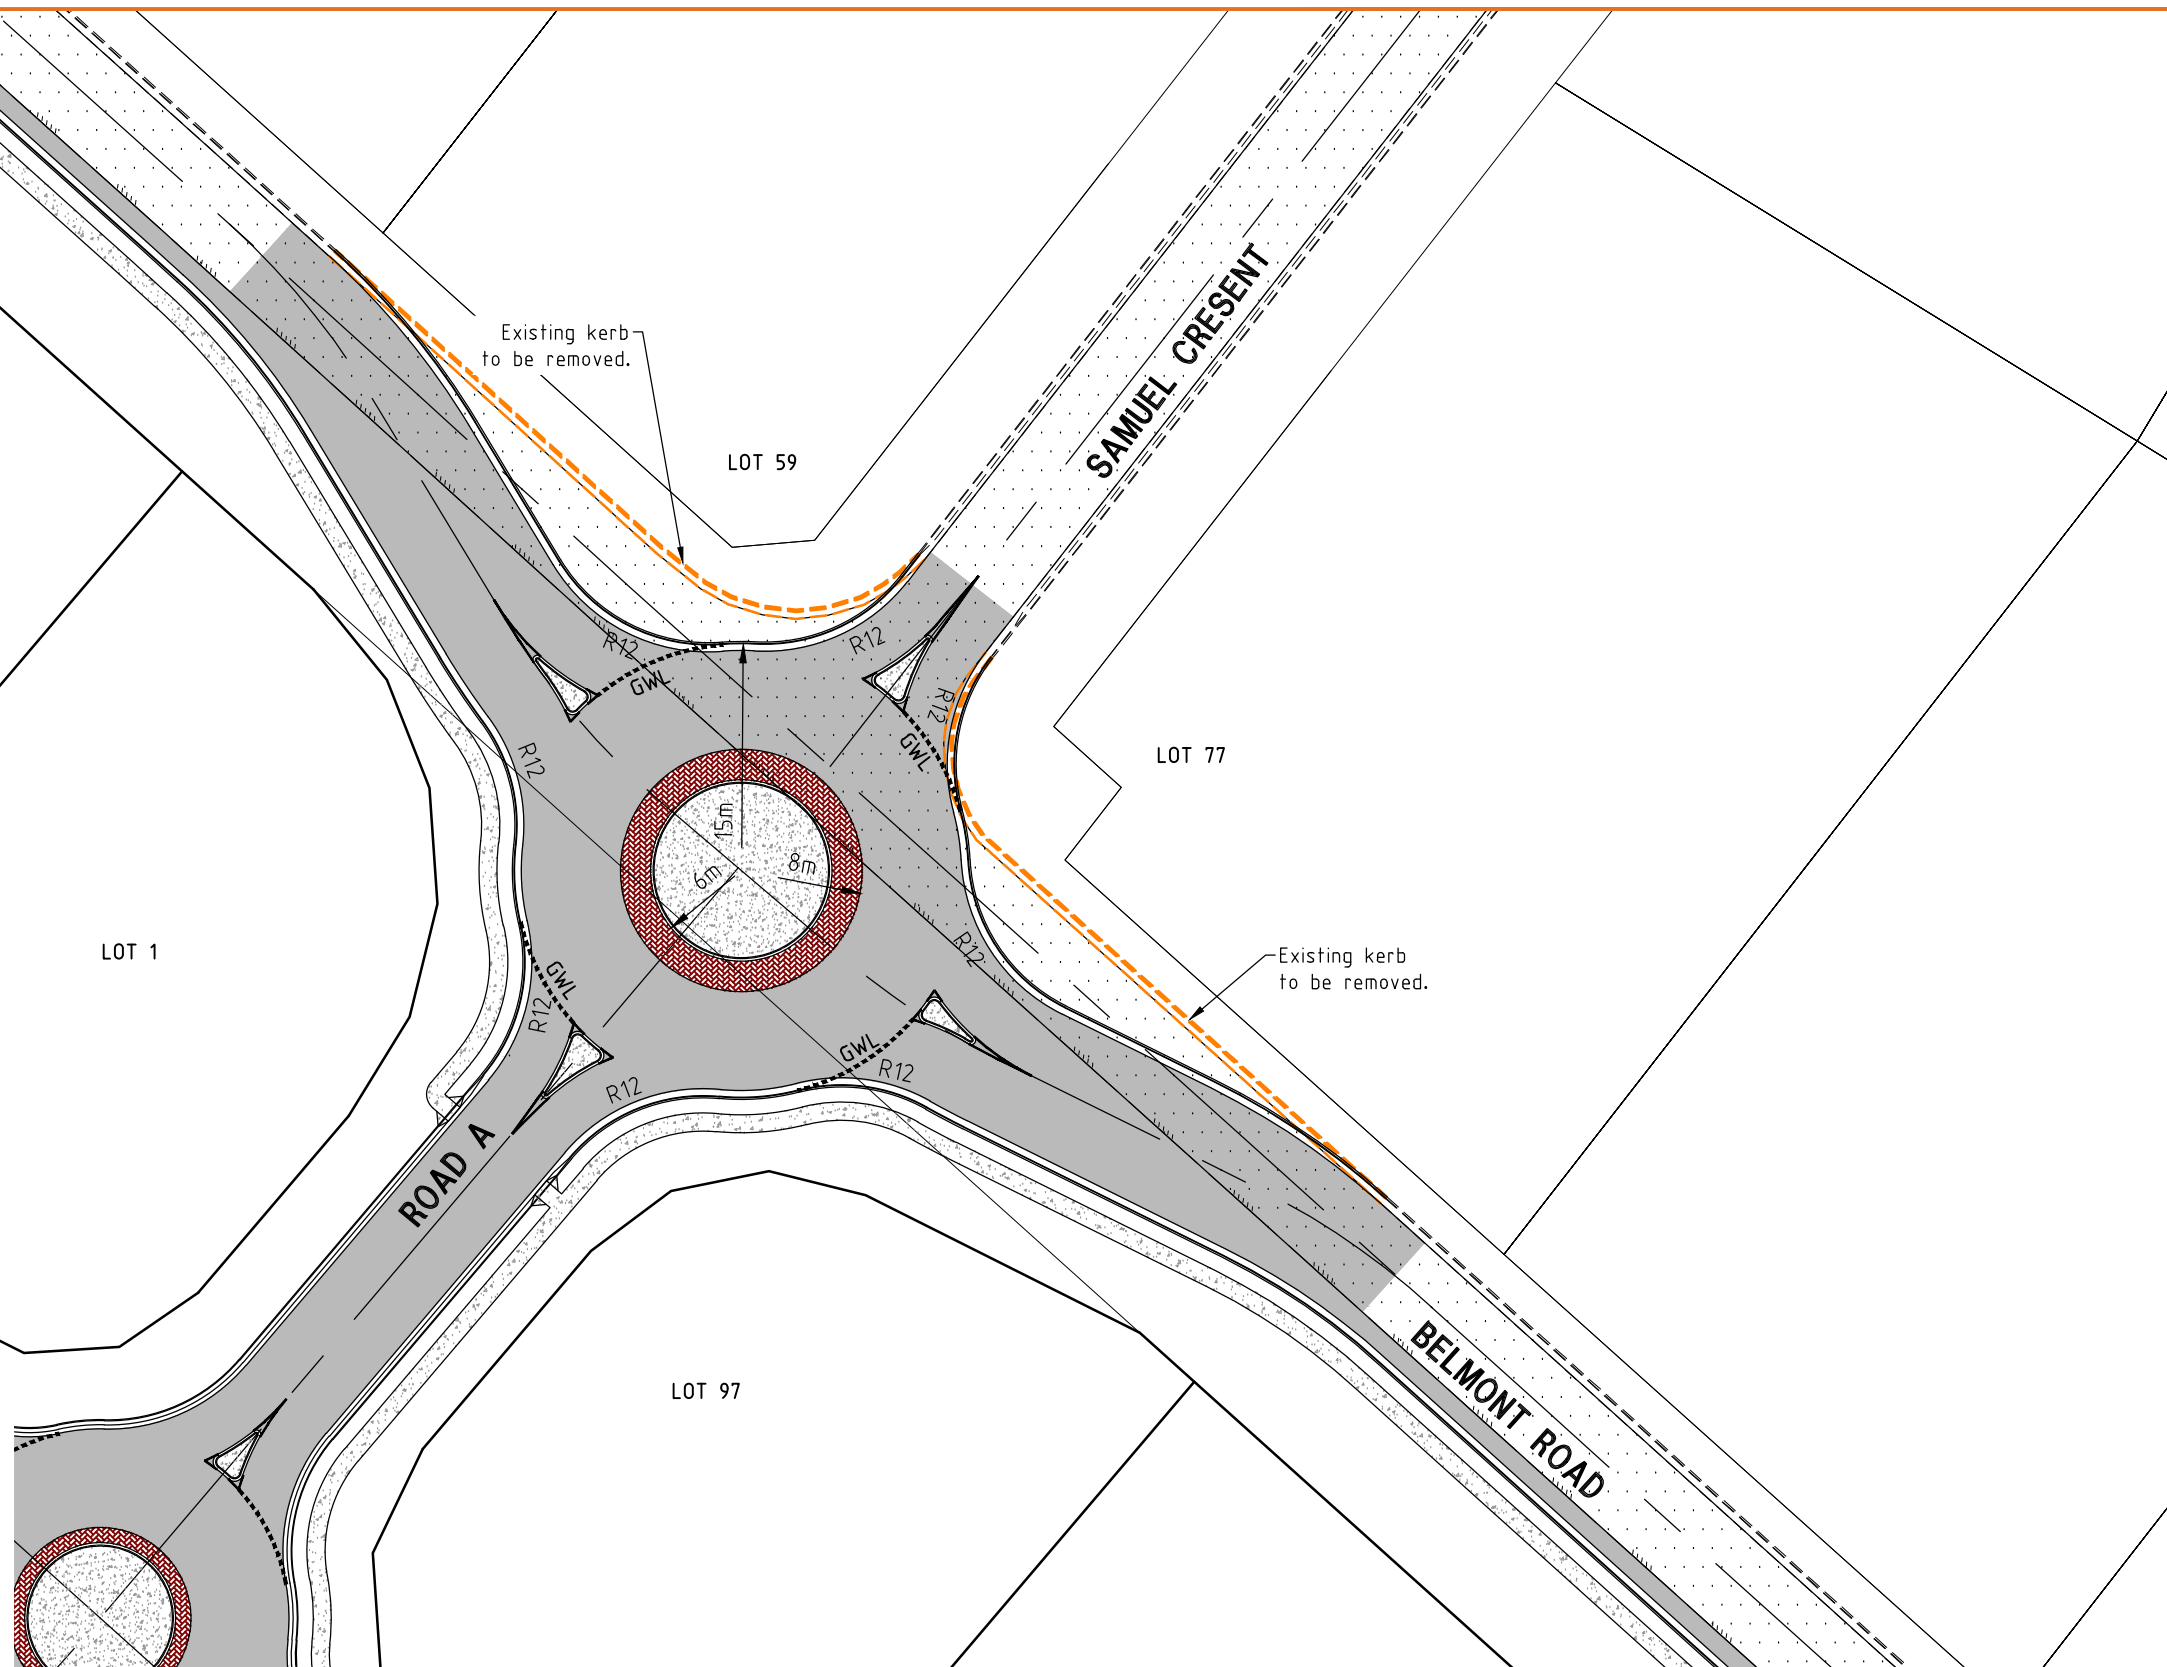 Existing kerb
to be removed.
SAMUEL CRESENT
LOT 59
R12
R12
GWL
R12
GWL
R12
LOT 77
15m
8m
6m
LOT 1
R12
Existing kerb
to be removed.
GWL
R12
GWL
R12
R12
ROAD A
LOT 97
BELMONT ROAD